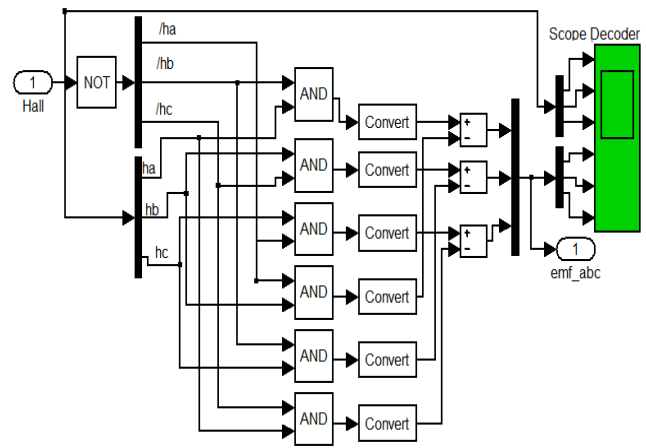 Scope Decoder
1
Hall
NOT
/ha
/hb
/hc
ha
hb
hc
AND
AND
AND
AND
AND
AND
Convert
Convert
Convert
Convert
Convert
Convert
+
-
+
-
+
-
1
emf_abc